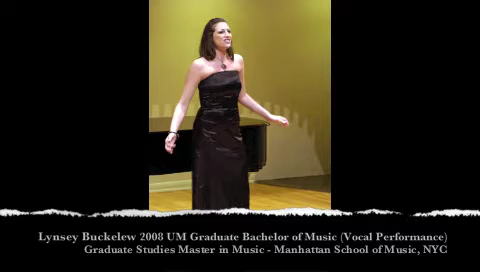 Lynsey Buckelew 2008 UM Graduate Bachelor of Music (Vocal Performance)
Graduate Studies Master in Music - Manhattan School of Music, NYC